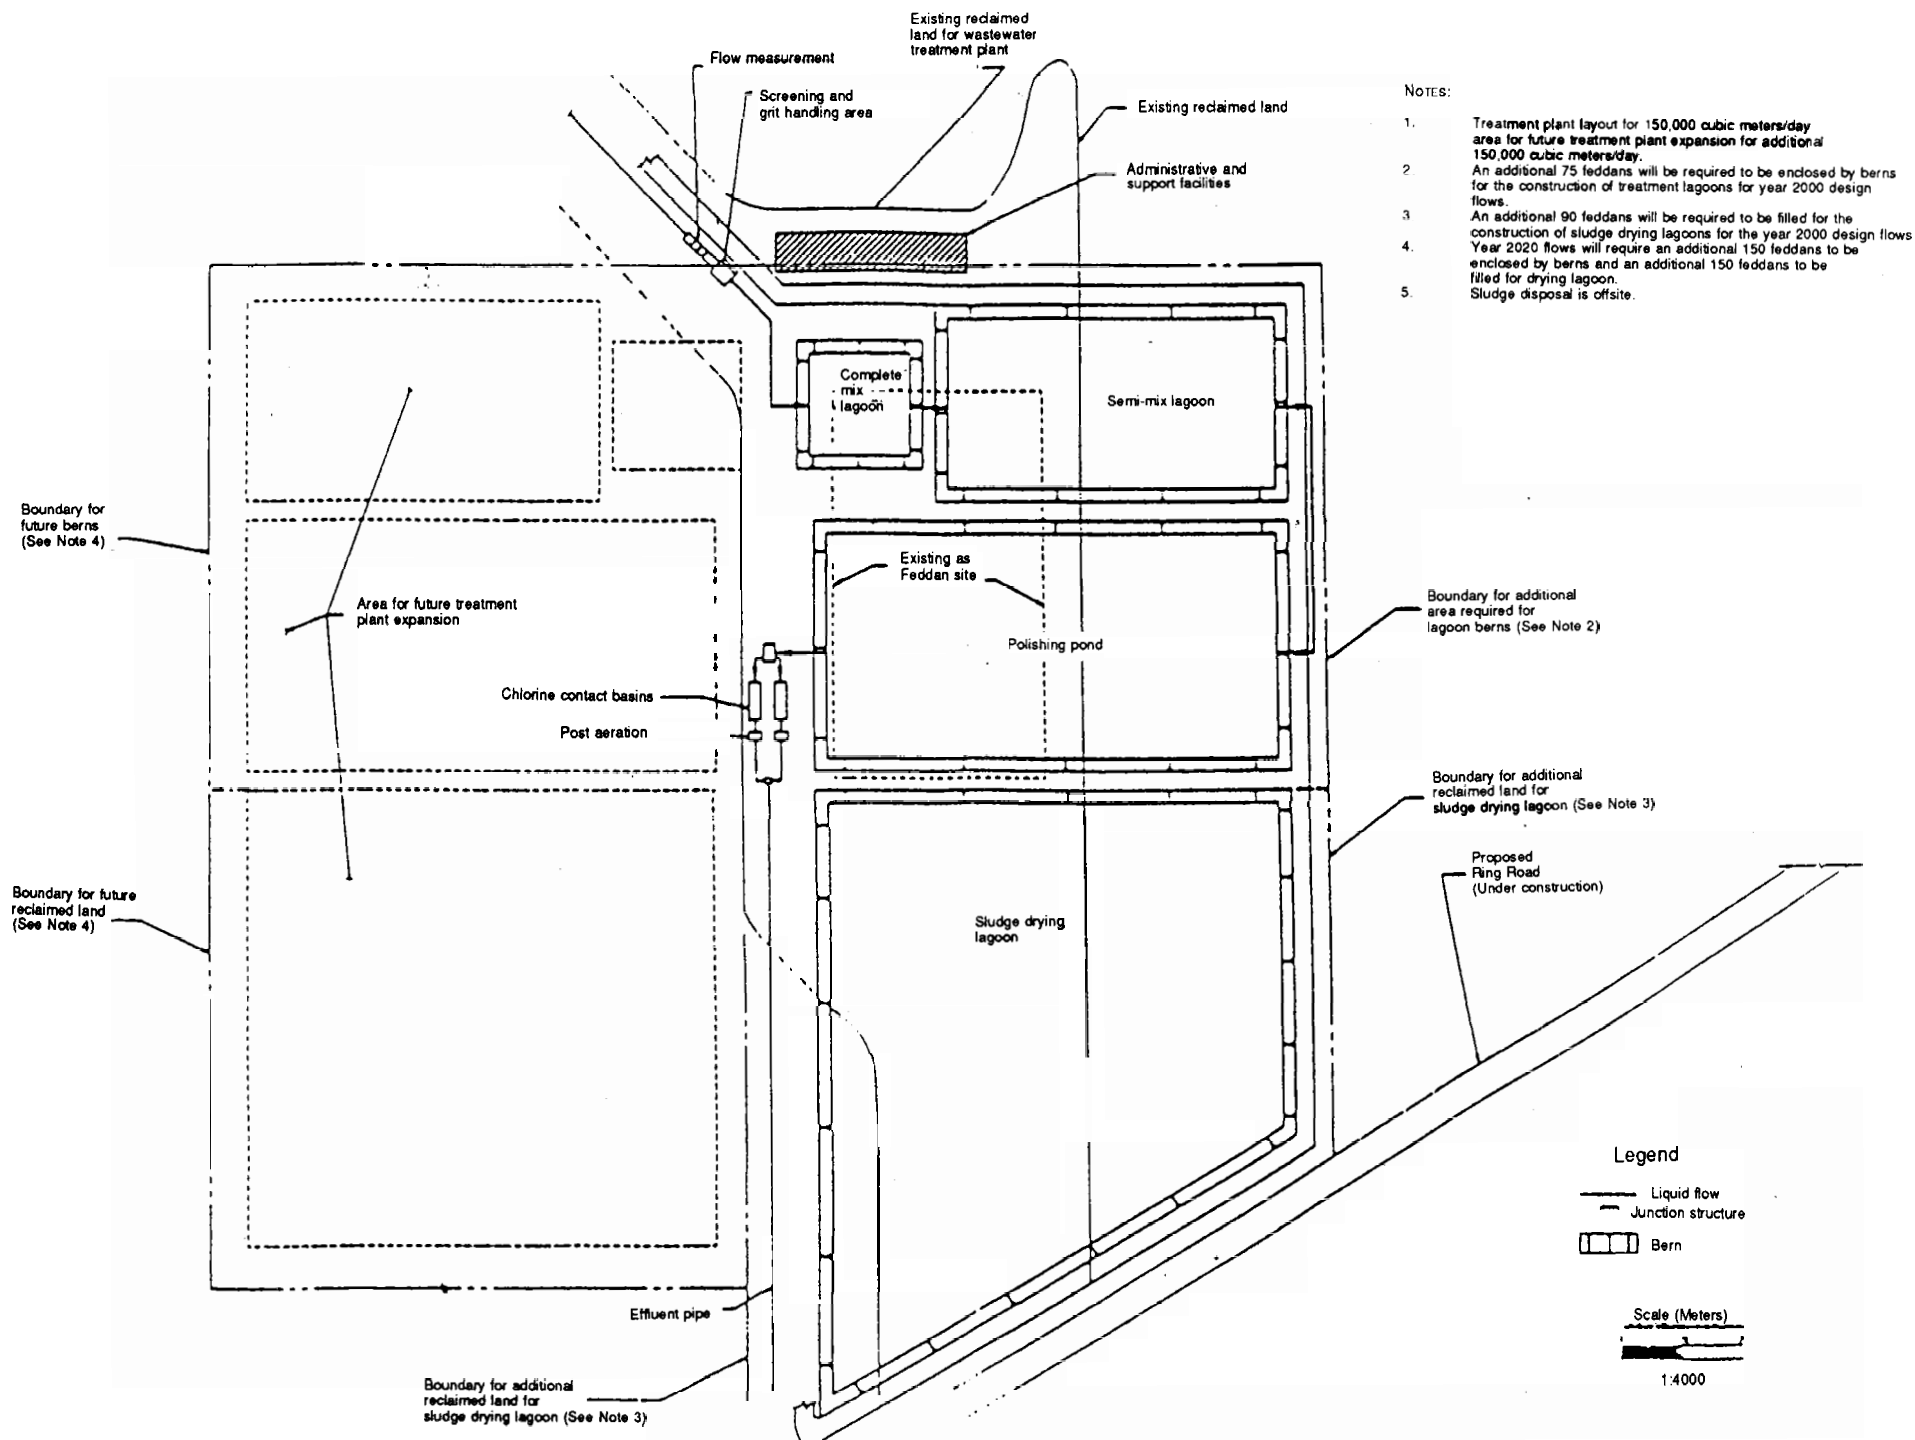 Existing reclaimed
land for wastewater
treatment plant
Flow measurement
Screening and
grit handling area
Existing reclaimed land
Administrative and
support facilities
NOTES:
1. Treatment plant layout for 150,000 cubic meters/day
area for future treatment plant expansion for additional
150,000 cubic meters/day.
2. An additional 75 feddans will be required to be enclosed by berns
for the construction of treatment lagoons for year 2000 design
flows.
3. An additional 90 feddans will be required to be filled for the
construction of sludge drying lagoons for the year 2000 design flows
4. Year 2020 flows will require an additional 150 feddans to be
enclosed by berns and an additional 150 feddans to be
filled for drying lagoon.
5. Sludge disposal is offsite.
Complete
mix
lagoon
Semi-mix lagoon
Boundary for
future berns
(See Note 4)
Existing as
Feddan site
Area for future treatment
plant expansion
Boundary for additional
area required for
lagoon berns (See Note 2)
Polishing pond
Chlorine contact basins
Post aeration
Boundary for additional
reclaimed land for
sludge drying lagoon (See Note 3)
Proposed
Ring Road
(Under construction)
Boundary for future
reclaimed land
(See Note 4)
Sludge drying
lagoon
Legend
Liquid flow
Junction structure
Bern
Effluent pipe
Scale (Meters)
1:4000
Boundary for additional
reclaimed land for
sludge drying lagoon (See Note 3)